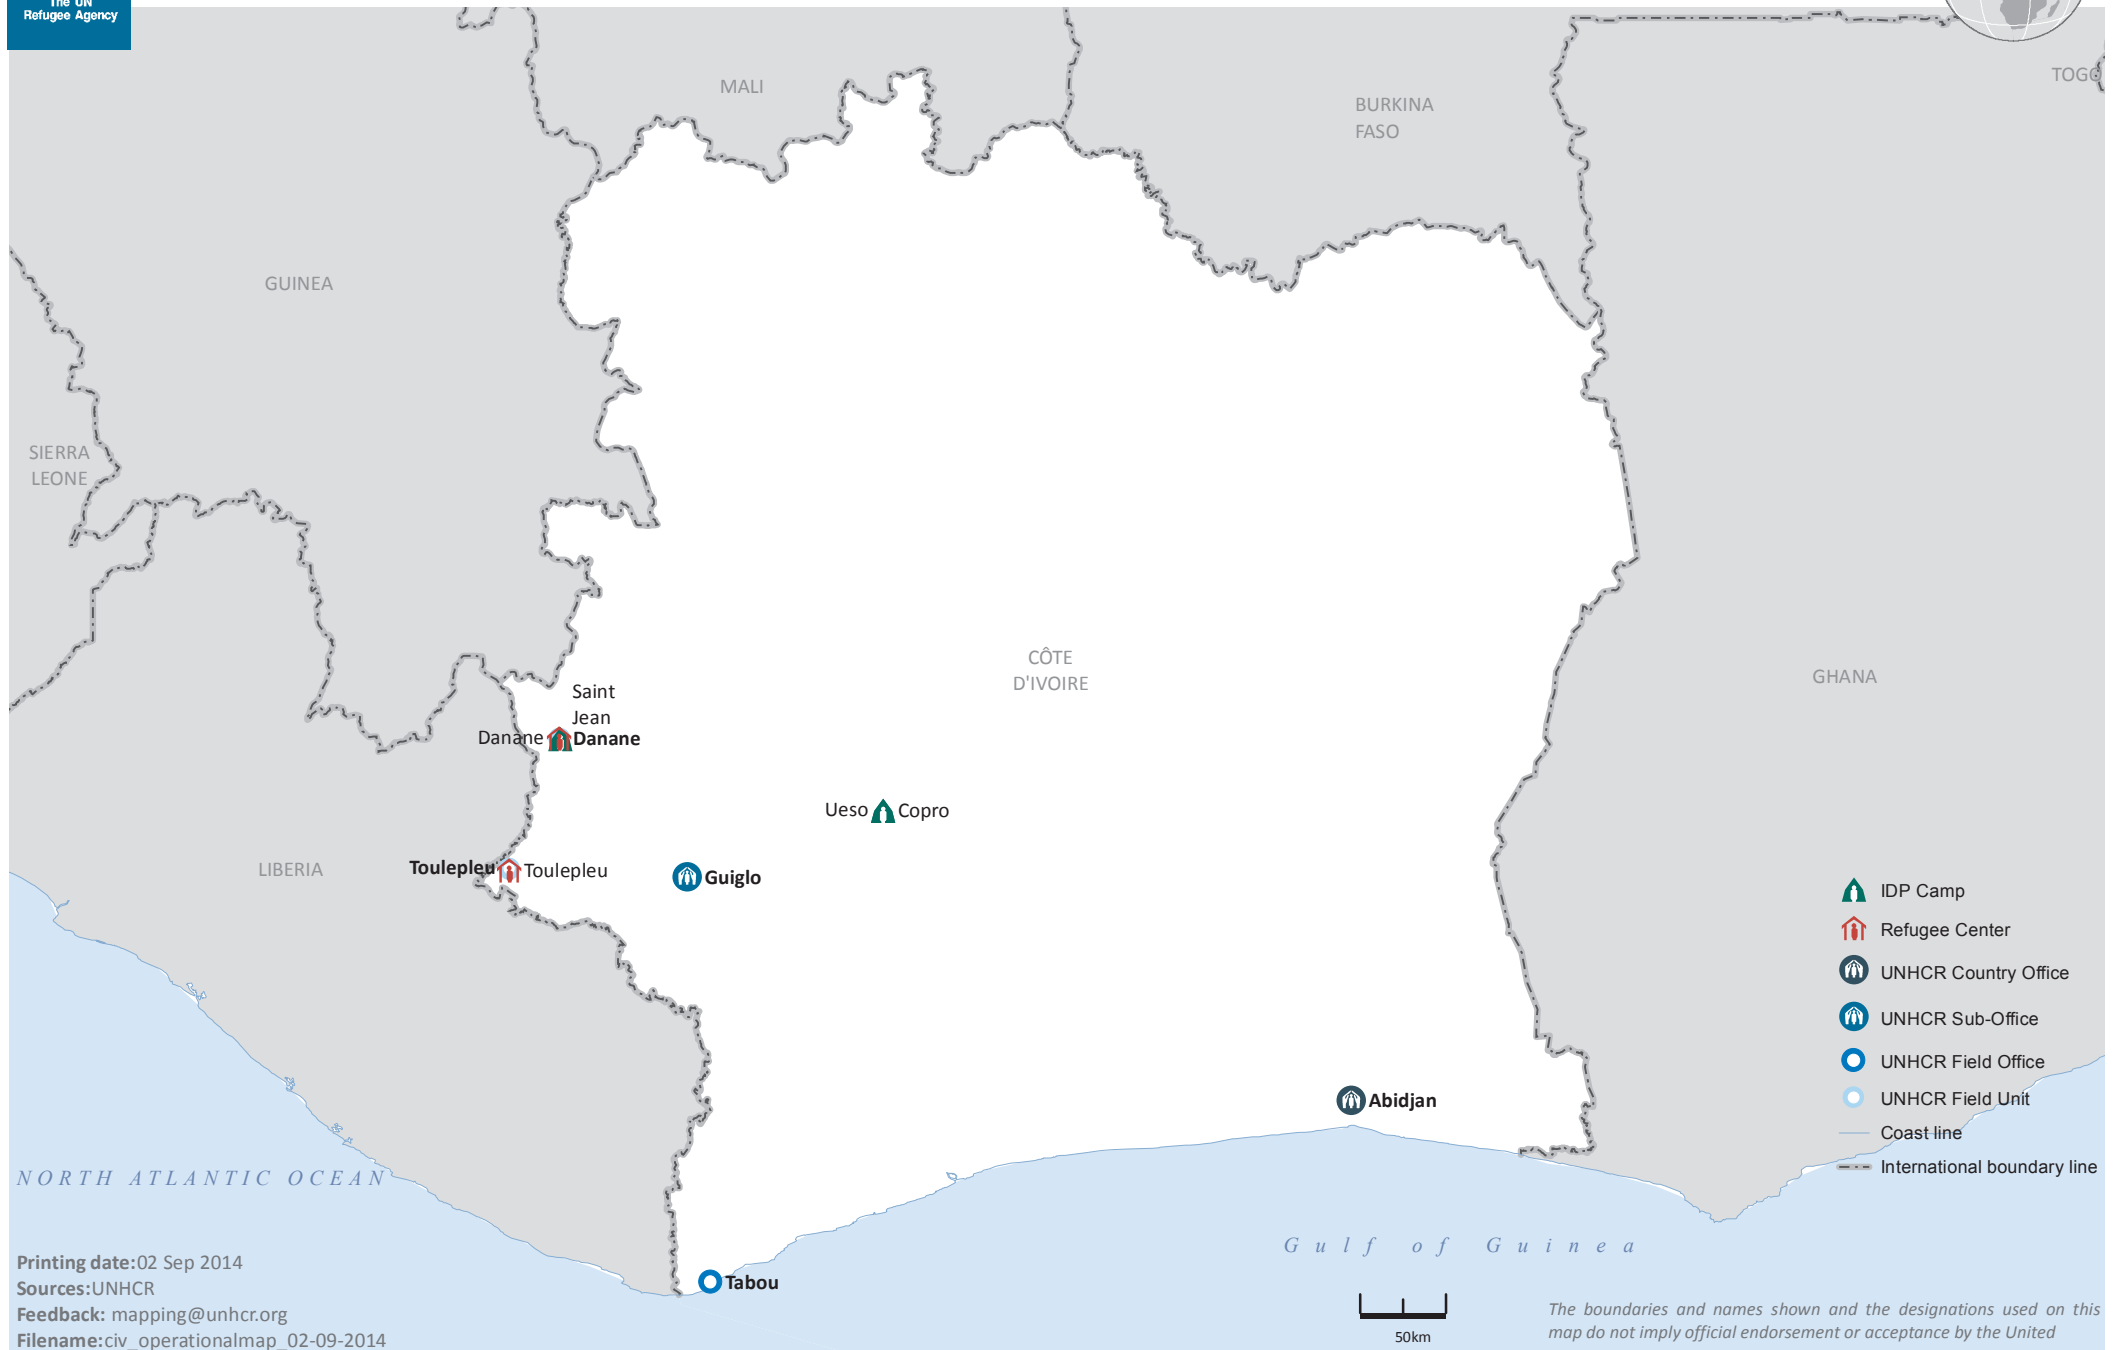 The UN
Refugee Agency
MALI
BURKINA
FASO
TOGO
GUINEA
SIERRA
LEONE
CÔTE
D'IVOIRE
GHANA
Saint
Jean
Danane
Danane
Ueso
Copro
LIBERIA
Toulepleu
Toulepleu
Guiglo
Abidjan
Tabou
IDP Camp
Refugee Center
UNHCR Country Office
UNHCR Sub-Office
UNHCR Field Office
UNHCR Field Unit
Coast line
International boundary line
NORTH ATLANTIC OCEAN
Gulf of Guinea
Printing date:02 Sep 2014
Sources:UNHCR
Feedback: mapping@unhcr.org
Filename:civ_operationalmap_02-09-2014
50km
The boundaries and names shown and the designations used on this
map do not imply official endorsement or acceptance by the United